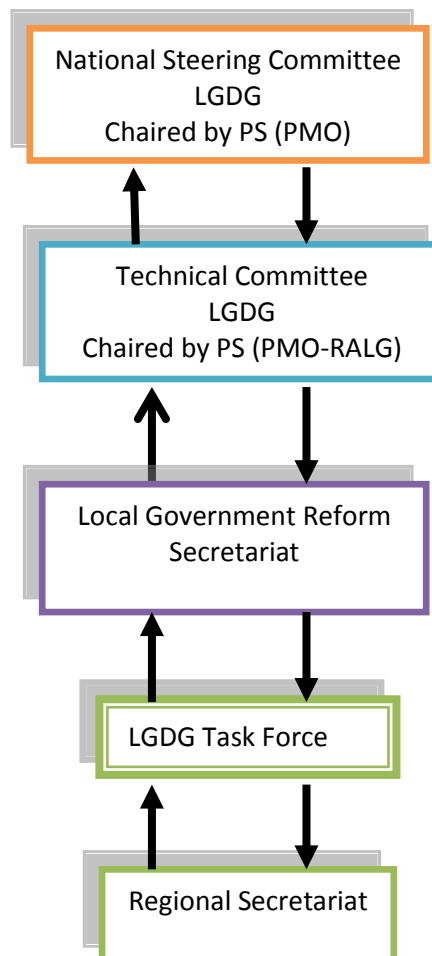 National Steering Committee
LGDG
Chaired by PS (PMO)
Technical Committee
LGDG
Chaired by PS (PMO-RALG)
Local Government Reform
Secretariat
LGDG Task Force
Regional Secretariat